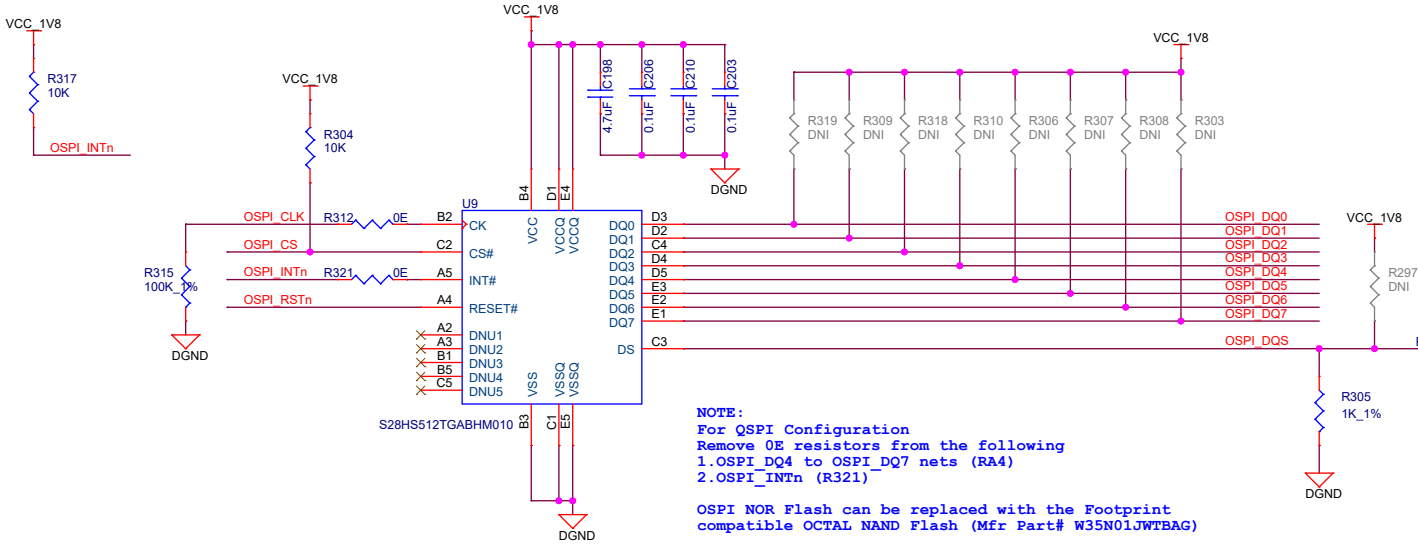 VCC_1V8
R317
10K
OSPI_INTn
VCC_1V8
R304
10K
VCC_1V8
C198
4.7uF
C206
0.1uF
C210
0.1uF
C203
0.1uF
DGND
VCC_1V8
R319
DNI
R309
DNI
R318
DNI
R310
DNI
R306
DNI
R307
DNI
R308
DNI
R303
DNI
U9
B4
D1
E4
VCC
VCCQ
VCCQ
OSPI_CLK
R312
0E
B2
CK
OSPI_CS
C2
CS#
OSPI_INTn
R321
0E
A5
INT#
OSPI_RSTn
A4
RESET#
R315
100K_1%
DGND
A2
DNU1
A3
DNU2
B1
DNU3
B5
DNU4
C5
DNU5
VSS
VSSQ
VSSQ
B3
C1
E5
S28HS512TGABHM010
DGND
DQ0
D3
OSPI_DQ0
DQ1
D2
OSPI_DQ1
DQ2
C4
OSPI_DQ2
DQ3
D4
OSPI_DQ3
DQ4
D5
OSPI_DQ4
DQ5
E3
OSPI_DQ5
DQ6
E2
OSPI_DQ6
DQ7
E1
OSPI_DQ7
DS
C3
OSPI_DQS
VCC_1V8
R297
DNI
R305
1K_1%
DGND
NOTE:
For QSPI Configuration
Remove 0E resistors from the following
1.OSPI_DQ4 to OSPI_DQ7 nets (RA4)
2.OSPI_INTn (R321)
OSPI NOR Flash can be replaced with the Footprint
compatible OCTAL NAND Flash (Mfr Part# W35N01JWTBAG)